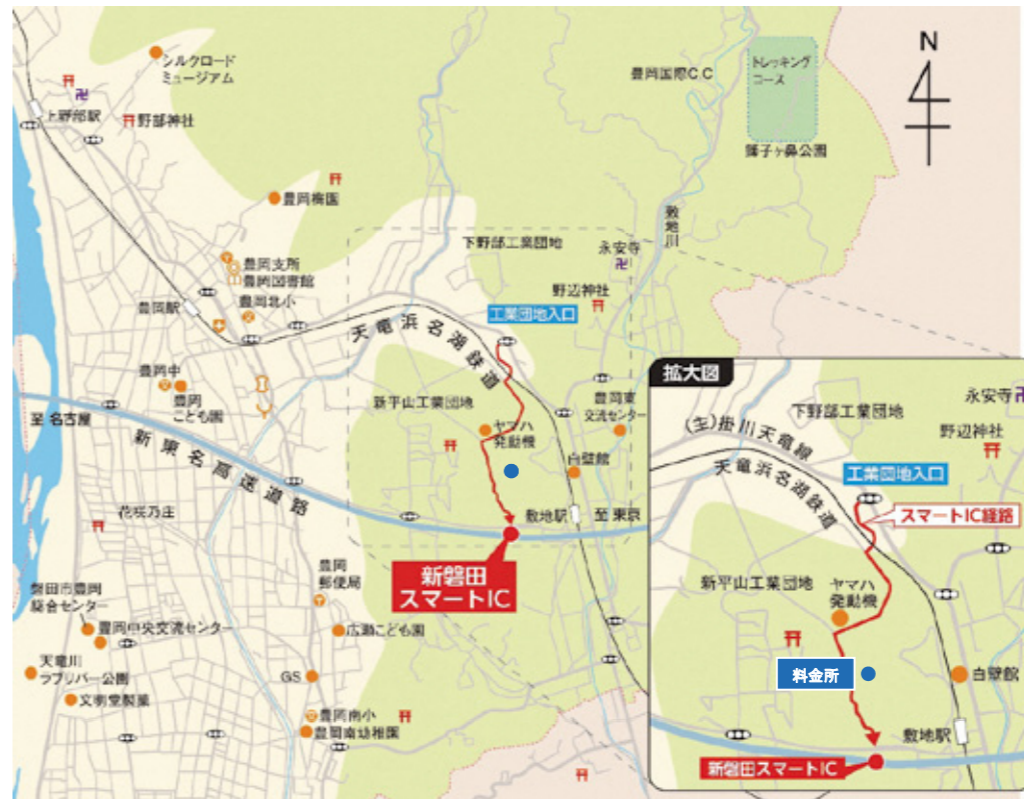 シルクロード
ミュージアム
上野部駅
野部神社
豊岡梅園
豊岡国際CC
トレッキング
コース
獅子ヶ鼻公園
N
敷地川
下野部工業団地
永安寺
野辺神社
豊岡支所
豊岡図書館
豊岡駅
豊岡北小
工業団地入口
天竜浜名湖鉄道
豊岡中
豊岡
こども園
新平山工業団地
ヤマハ
発動機
豊岡東
交流センター
白壁館
至 名古屋
新東名高速道路
敷地駅
至 東京
新磐田
スマートIC
花咲乃庄
豊岡
郵便局
磐田市豊岡
総合センター
豊岡中央交流センター
広瀬こども園
天竜川
ラブリバー公園
GS
文明堂製菓
豊岡南小
豊岡南幼稚園
拡大図
永安寺
下野部工業団地
(主)掛川天竜線
野辺神社
天竜浜名湖鉄道
工業団地入口
スマートIC経路
新平山工業団地
ヤマハ
発動機
料金所
白壁館
敷地駅
新磐田スマートIC